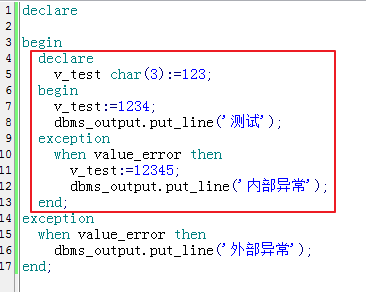 1 declare
2
3 begin
4 declare
5 v_test char(3):=123;
6 begin
7 v_test:=1234;
8 dbms_output.put_line('测试');
9 exception
10 when value_error then
11 v_test:=12345;
12 dbms_output.put_line('内部异常');
13 end;
14 exception
15 when value_error then
16 dbms_output.put_line('外部异常');
17 end;